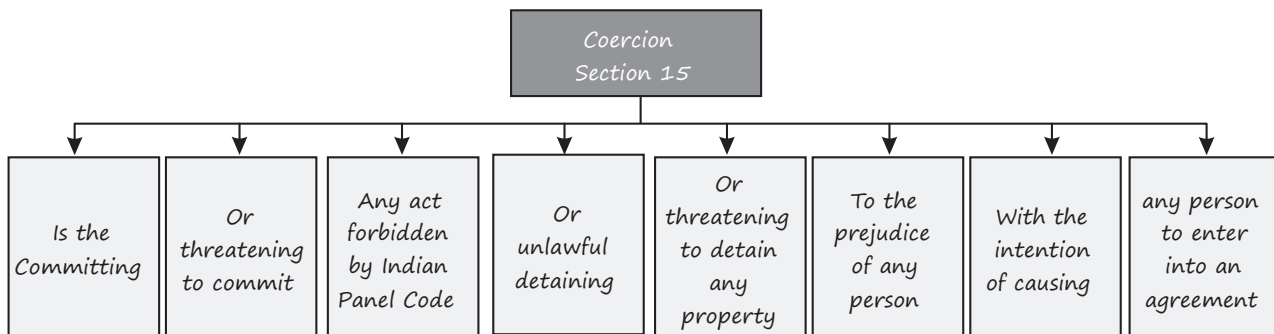 Coercion
Section 15
Is the
Committing
Or
threatening
to commit
Any act
forbidden
by Indian
Panel Code
Or
unlawful
detaining
Or
threatening
to detain
any
property
To the
prejudice
of any
person
With the
intention
of causing
any person
to enter
into an
agreement